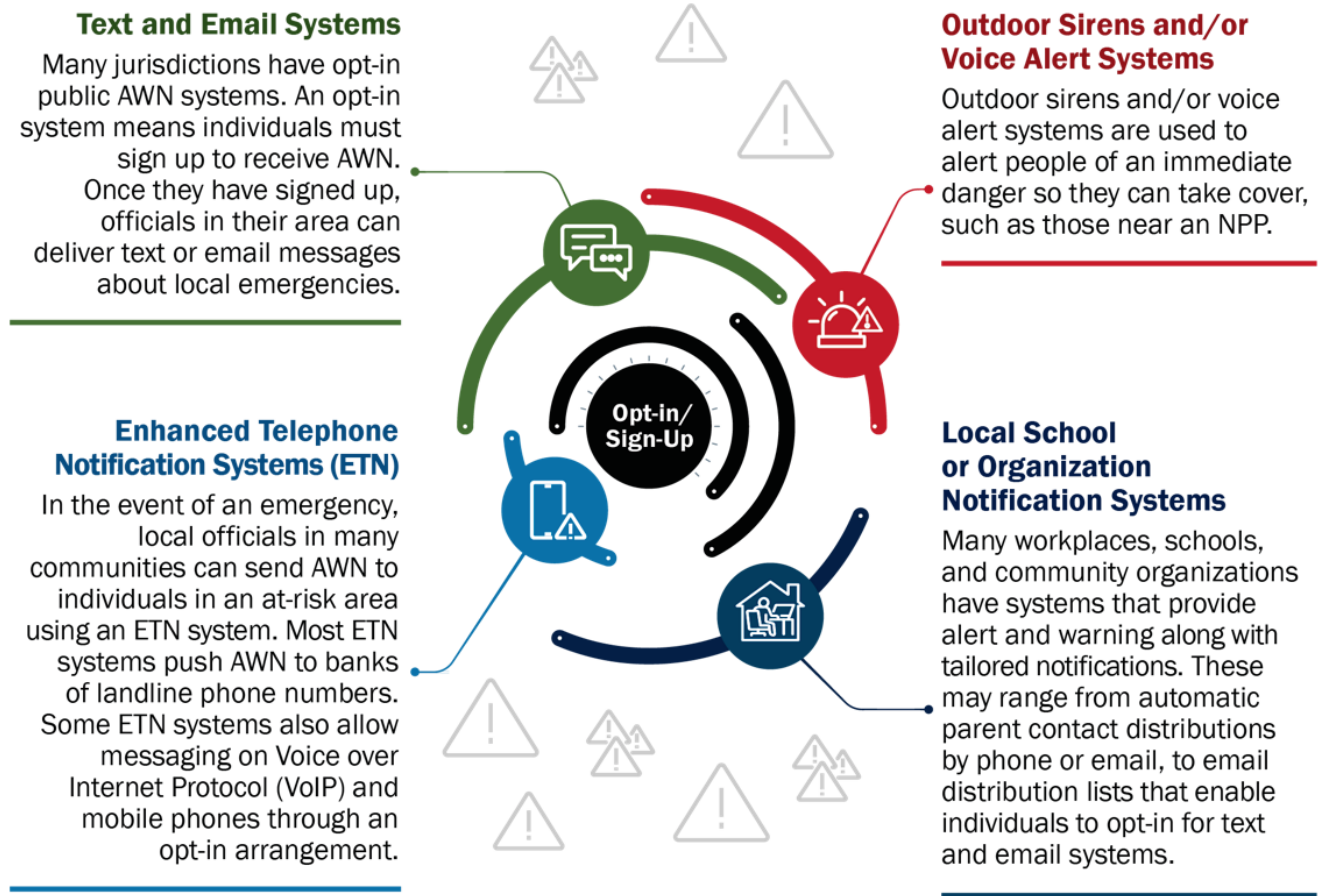 Text and Email Systems
Many jurisdictions have opt-in
public AWN systems. An opt-in
system means individuals must
sign up to receive AWN.
Once they have signed up,
officials in their area can
deliver text or email messages
about local emergencies.
Outdoor Sirens and/or
Voice Alert Systems
Outdoor sirens and/or voice
alert systems are used to
alert people of an immediate
danger so they can take cover,
such as those near an NPP.
Opt-in/
Sign-Up
Enhanced Telephone
Notification Systems (ETN)
In the event of an emergency,
local officials in many
communities can send AWN to
individuals in an at-risk area
using an ETN system. Most ETN
systems push AWN to banks
of landline phone numbers.
Some ETN systems also allow
messaging on Voice over
Internet Protocol (VoIP) and
mobile phones through an
opt-in arrangement.
Local School
or Organization
Notification Systems
Many workplaces, schools,
and community organizations
have systems that provide
alert and warning along with
tailored notifications. These
may range from automatic
parent contact distributions
by phone or email, to email
distribution lists that enable
individuals to opt-in for text
and email systems.